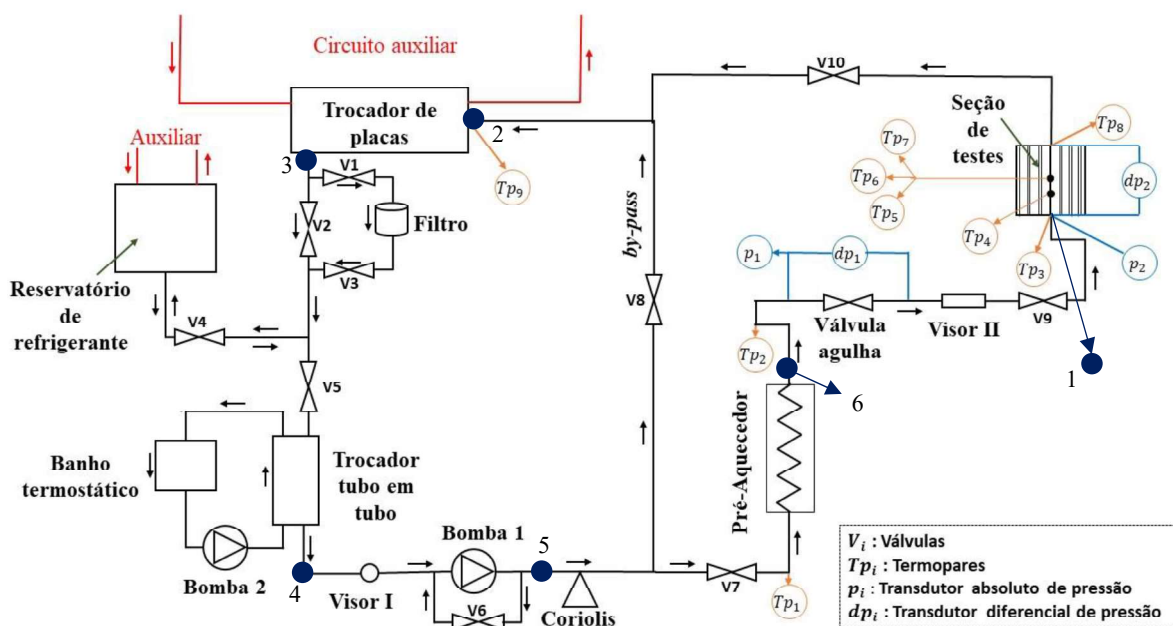 Circuito auxiliar
V10
Trocador de
placas
2
Seção
de
testes
Tp8
Tp7
Tp6
Tp5
Tp4
Tp3
dp2
p2
Auxiliar
3
V1
Tp9
Filtro
V2
V3
by-pass
p1
dp1
V8
Reservatório
de
refrigerante
V4
Válvula
agulha
Visor II
V9
Tp2
1
V5
6
Banho
termostático
Trocador
tubo em
tubo
Pré-Aquecedor
Bomba 1
5
Bomba 2
4
Visor I
V6
Coriolis
V7
Tp1
Vi : Válvulas
Tpi : Termopares
pi : Transdutor absoluto de pressão
dpi : Transdutor diferencial de pressão